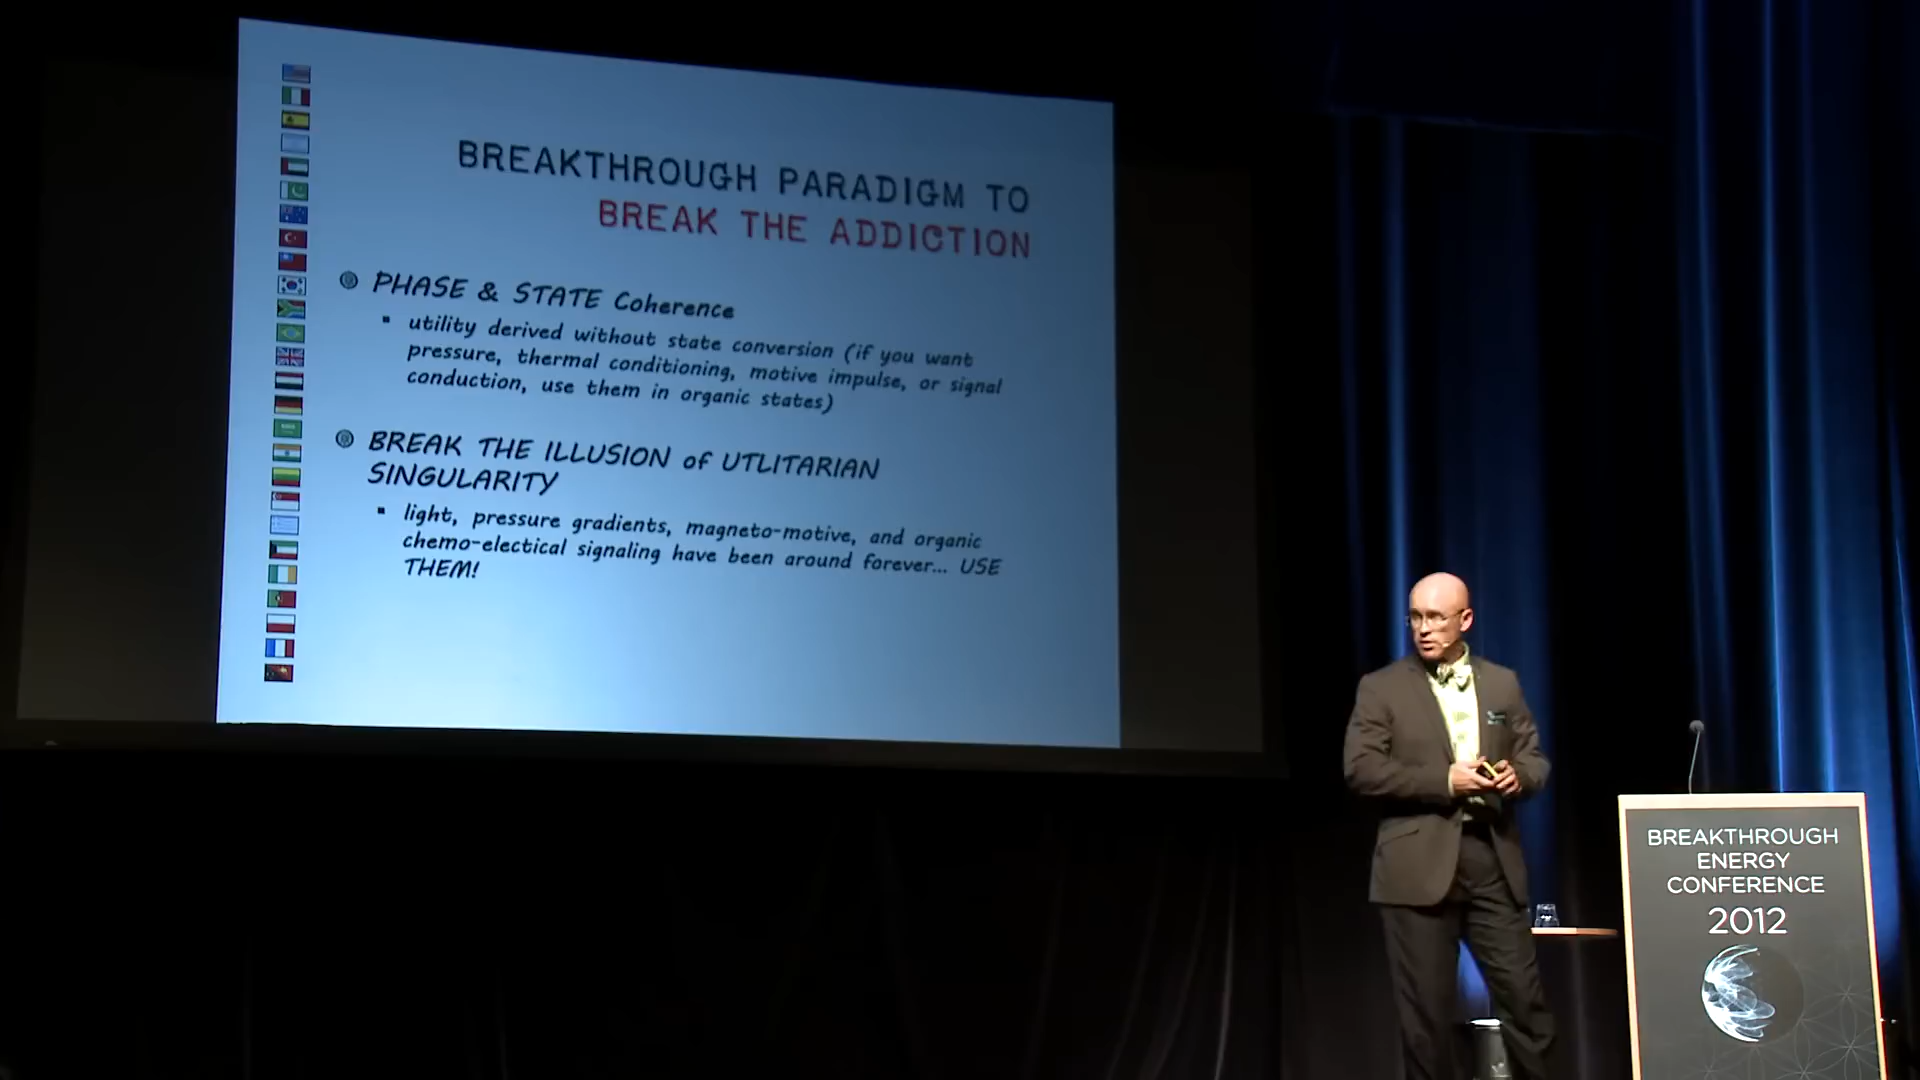 BREAKTHROUGH PARADIGM TO
BREAK THE ADDICTION
PHASE & STATE Coherence
utility derived without state conversion (if you want
pressure, thermal conditioning, motive impulse, or signal
conduction, use them in organic states)
BREAK THE ILLUSION of UTLITARIAN
SINGULARITY
light, pressure gradients, magneto-motive, and organic
chemo-electical signaling have been around forever... USE
THEM!
BREAKTHROUGH
ENERGY
CONFERENCE
2012